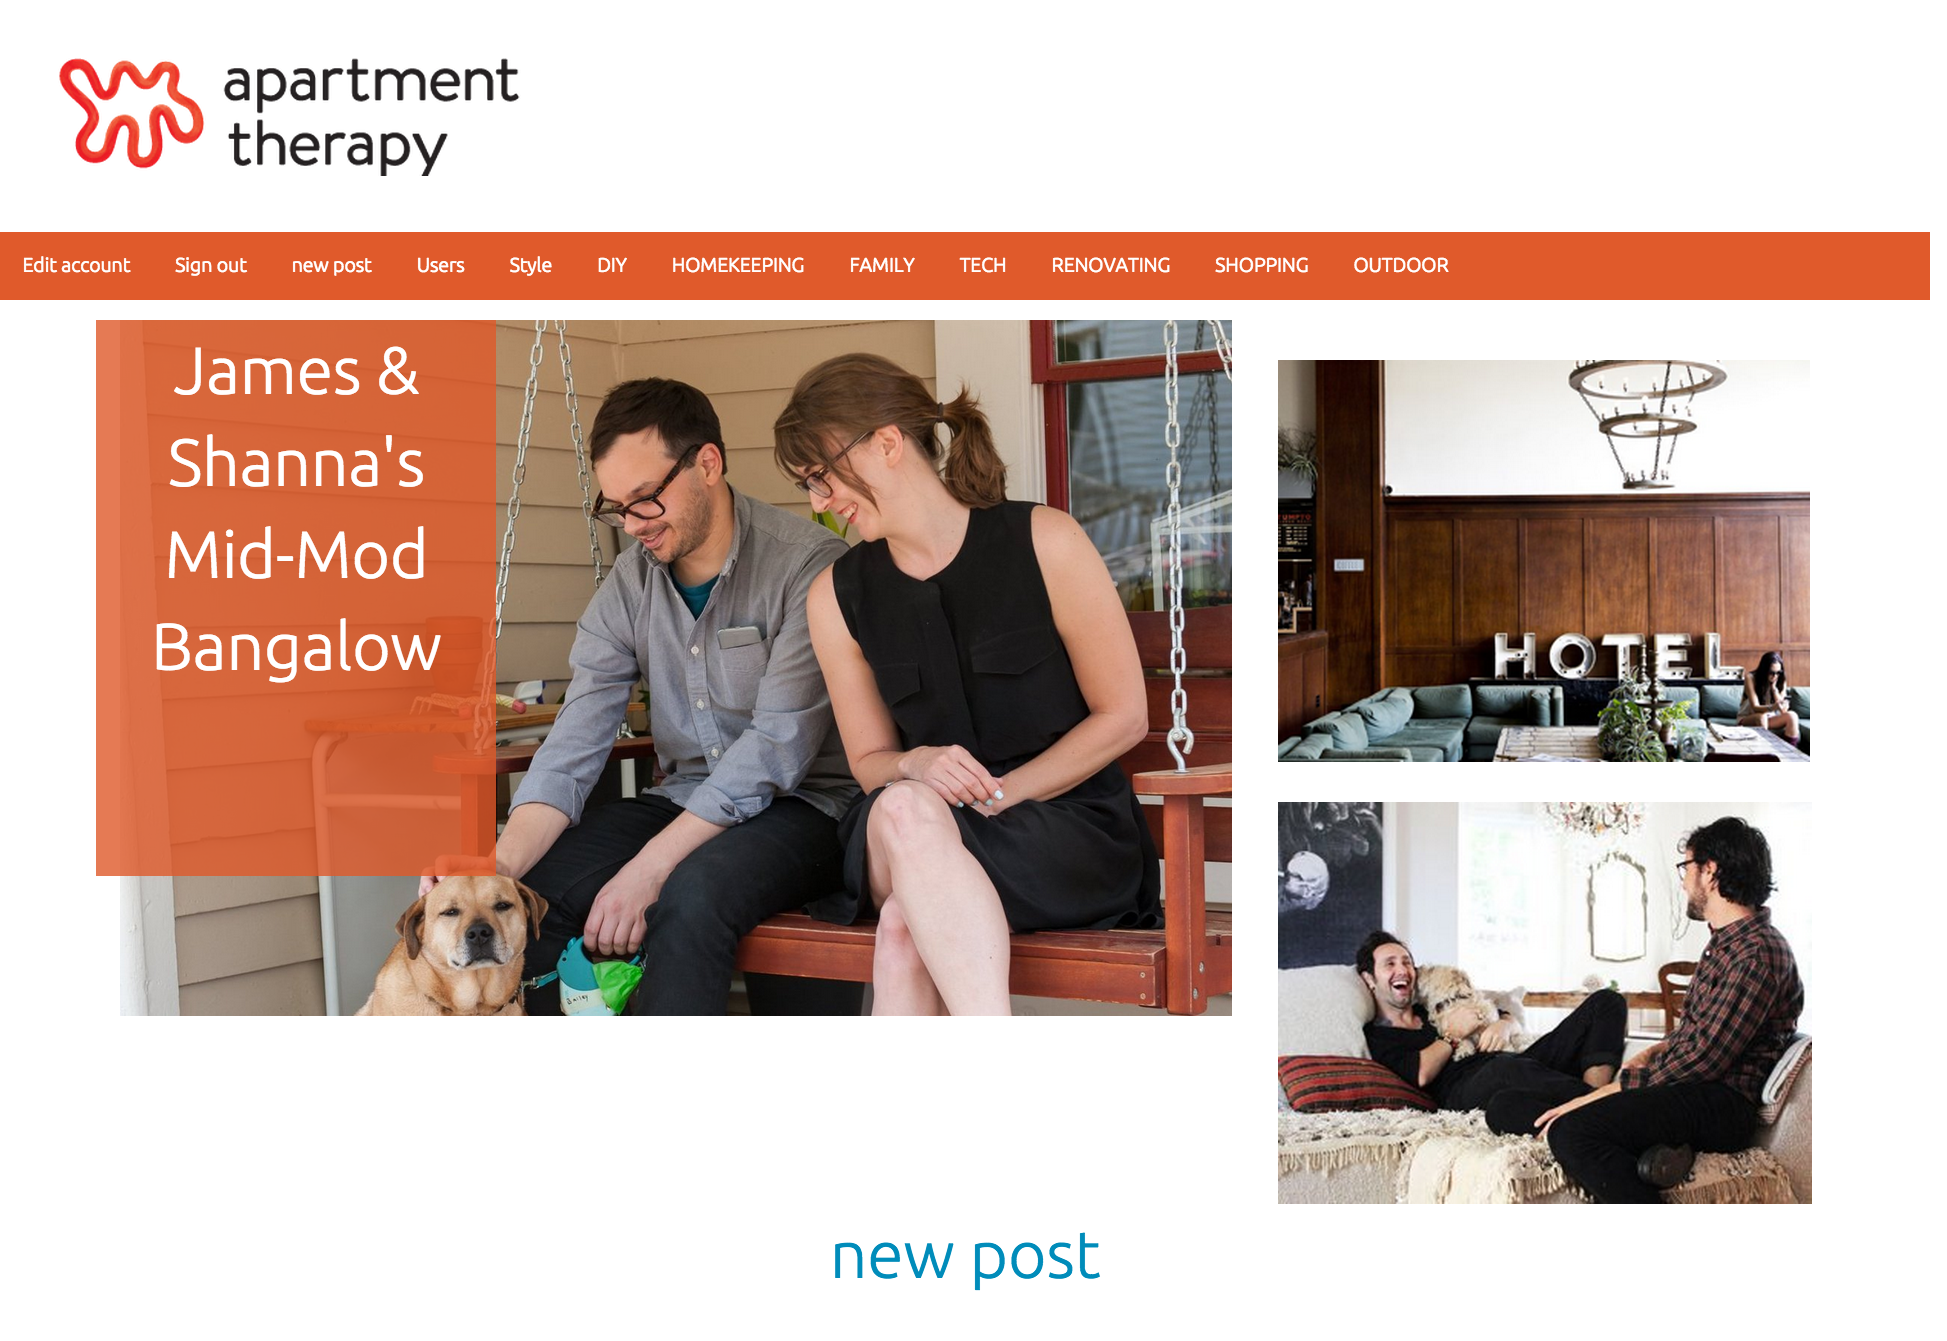 apartment
therapy
Edit account Sign out new post Users Style DIY HOMEKEEPING FAMILY TECH RENOVATING SHOPPING OUTDOOR
James &
Shanna's
Mid-Mod
Bangalow
HOTEL
new post